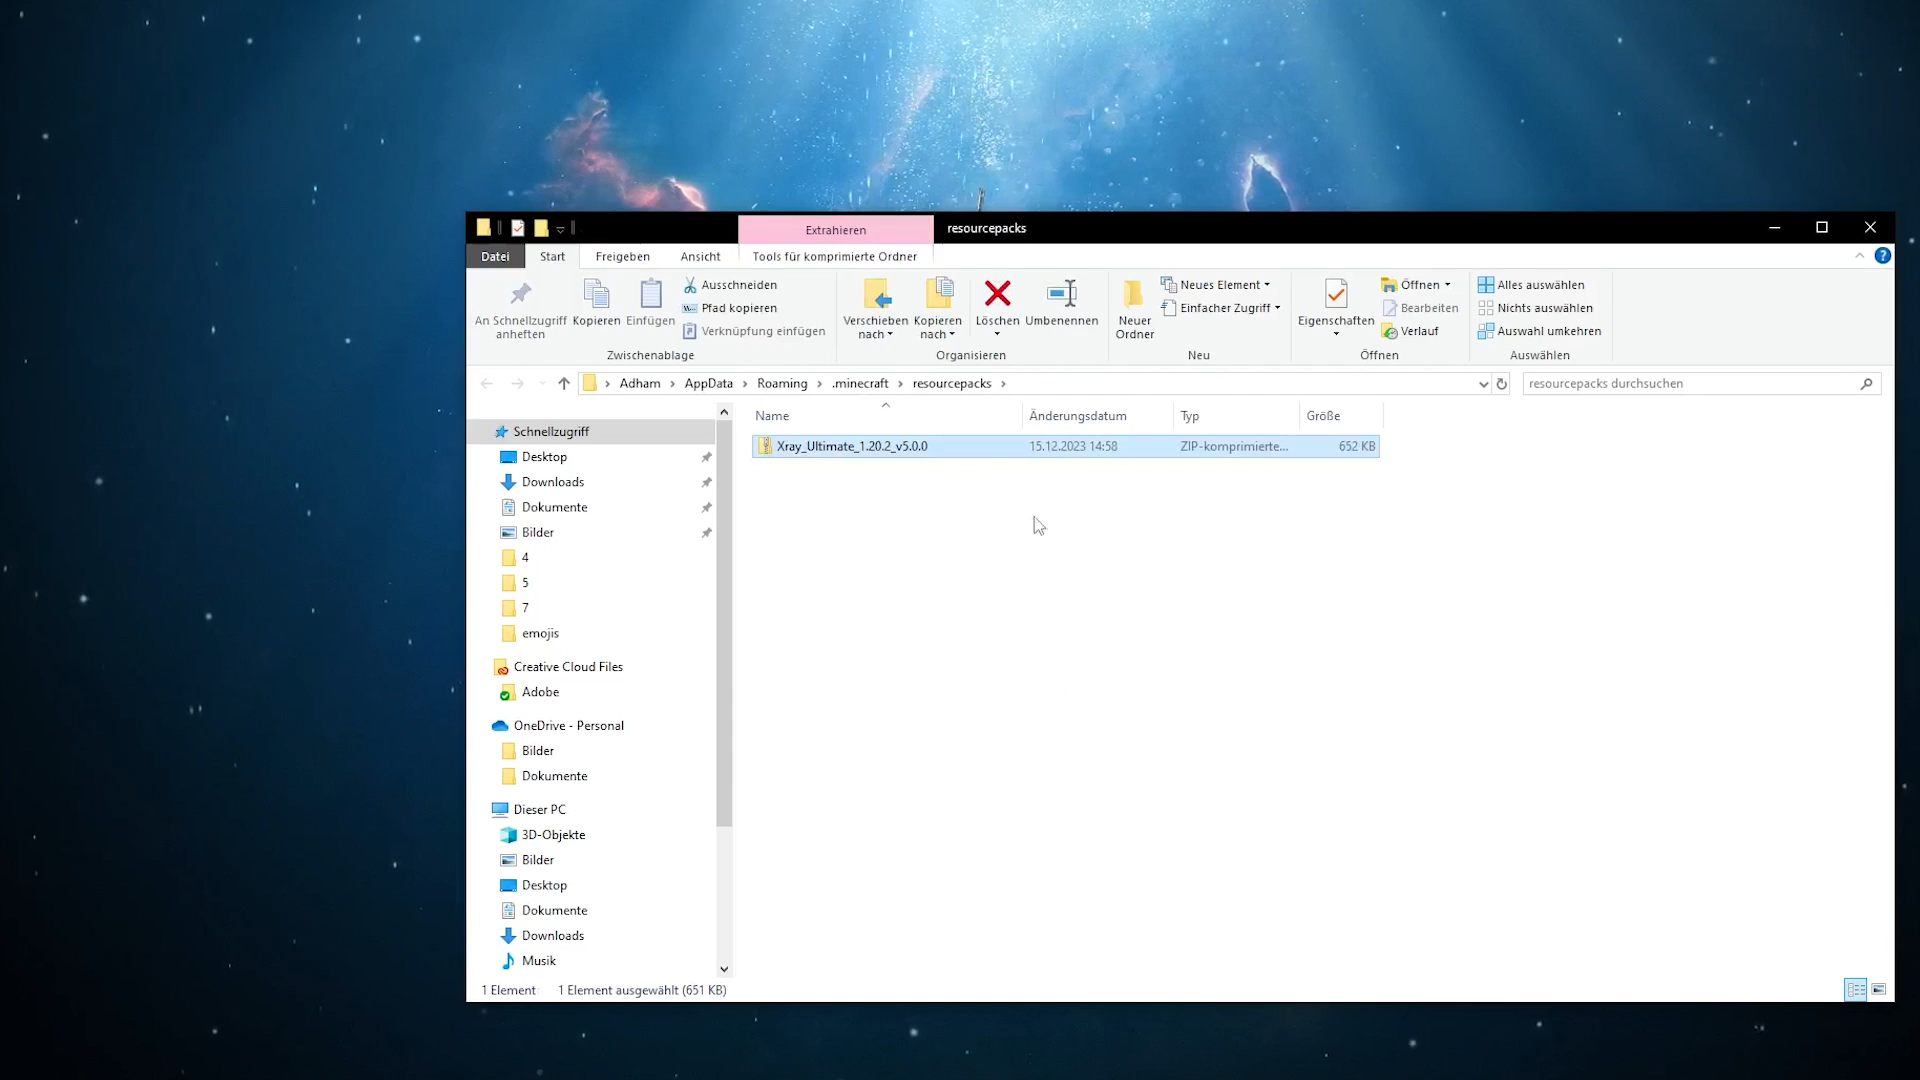 Extrahieren
resourcepacks
Datei Start Freigeben Ansicht Tools für komprimierte Ordner
An Schnellzugriff
anheften
Kopieren
Einfügen
Ausschneiden
Pfad kopieren
Verknüpfung einfügen
Zwischenablage
Verschieben
nach
Kopieren
nach
Löschen
Umbenennen
Organisieren
Neuer
Ordner
Neues Element
Einfacher Zugriff
Neu
Eigenschaften
Öffnen
Bearbeiten
Verlauf
Öffnen
Alles auswählen
Nichts auswählen
Auswahl umkehren
Auswählen
Adham > AppData > Roaming > .minecraft > resourcepacks >
resourcepacks durchsuchen
Name Änderungsdatum Typ Größe
Xray_Ultimate_1.20.2_v5.0.0 15.12.2023 14:58 ZIP-komprimierte... 652 KB
Schnellzugriff
Desktop
Downloads
Dokumente
Bilder
4
5
7
emojis
Creative Cloud Files
Adobe
OneDrive - Personal
Bilder
Dokumente
Dieser PC
3D-Objekte
Bilder
Desktop
Dokumente
Downloads
Musik
1 Element 1 Element ausgewählt (651 KB)